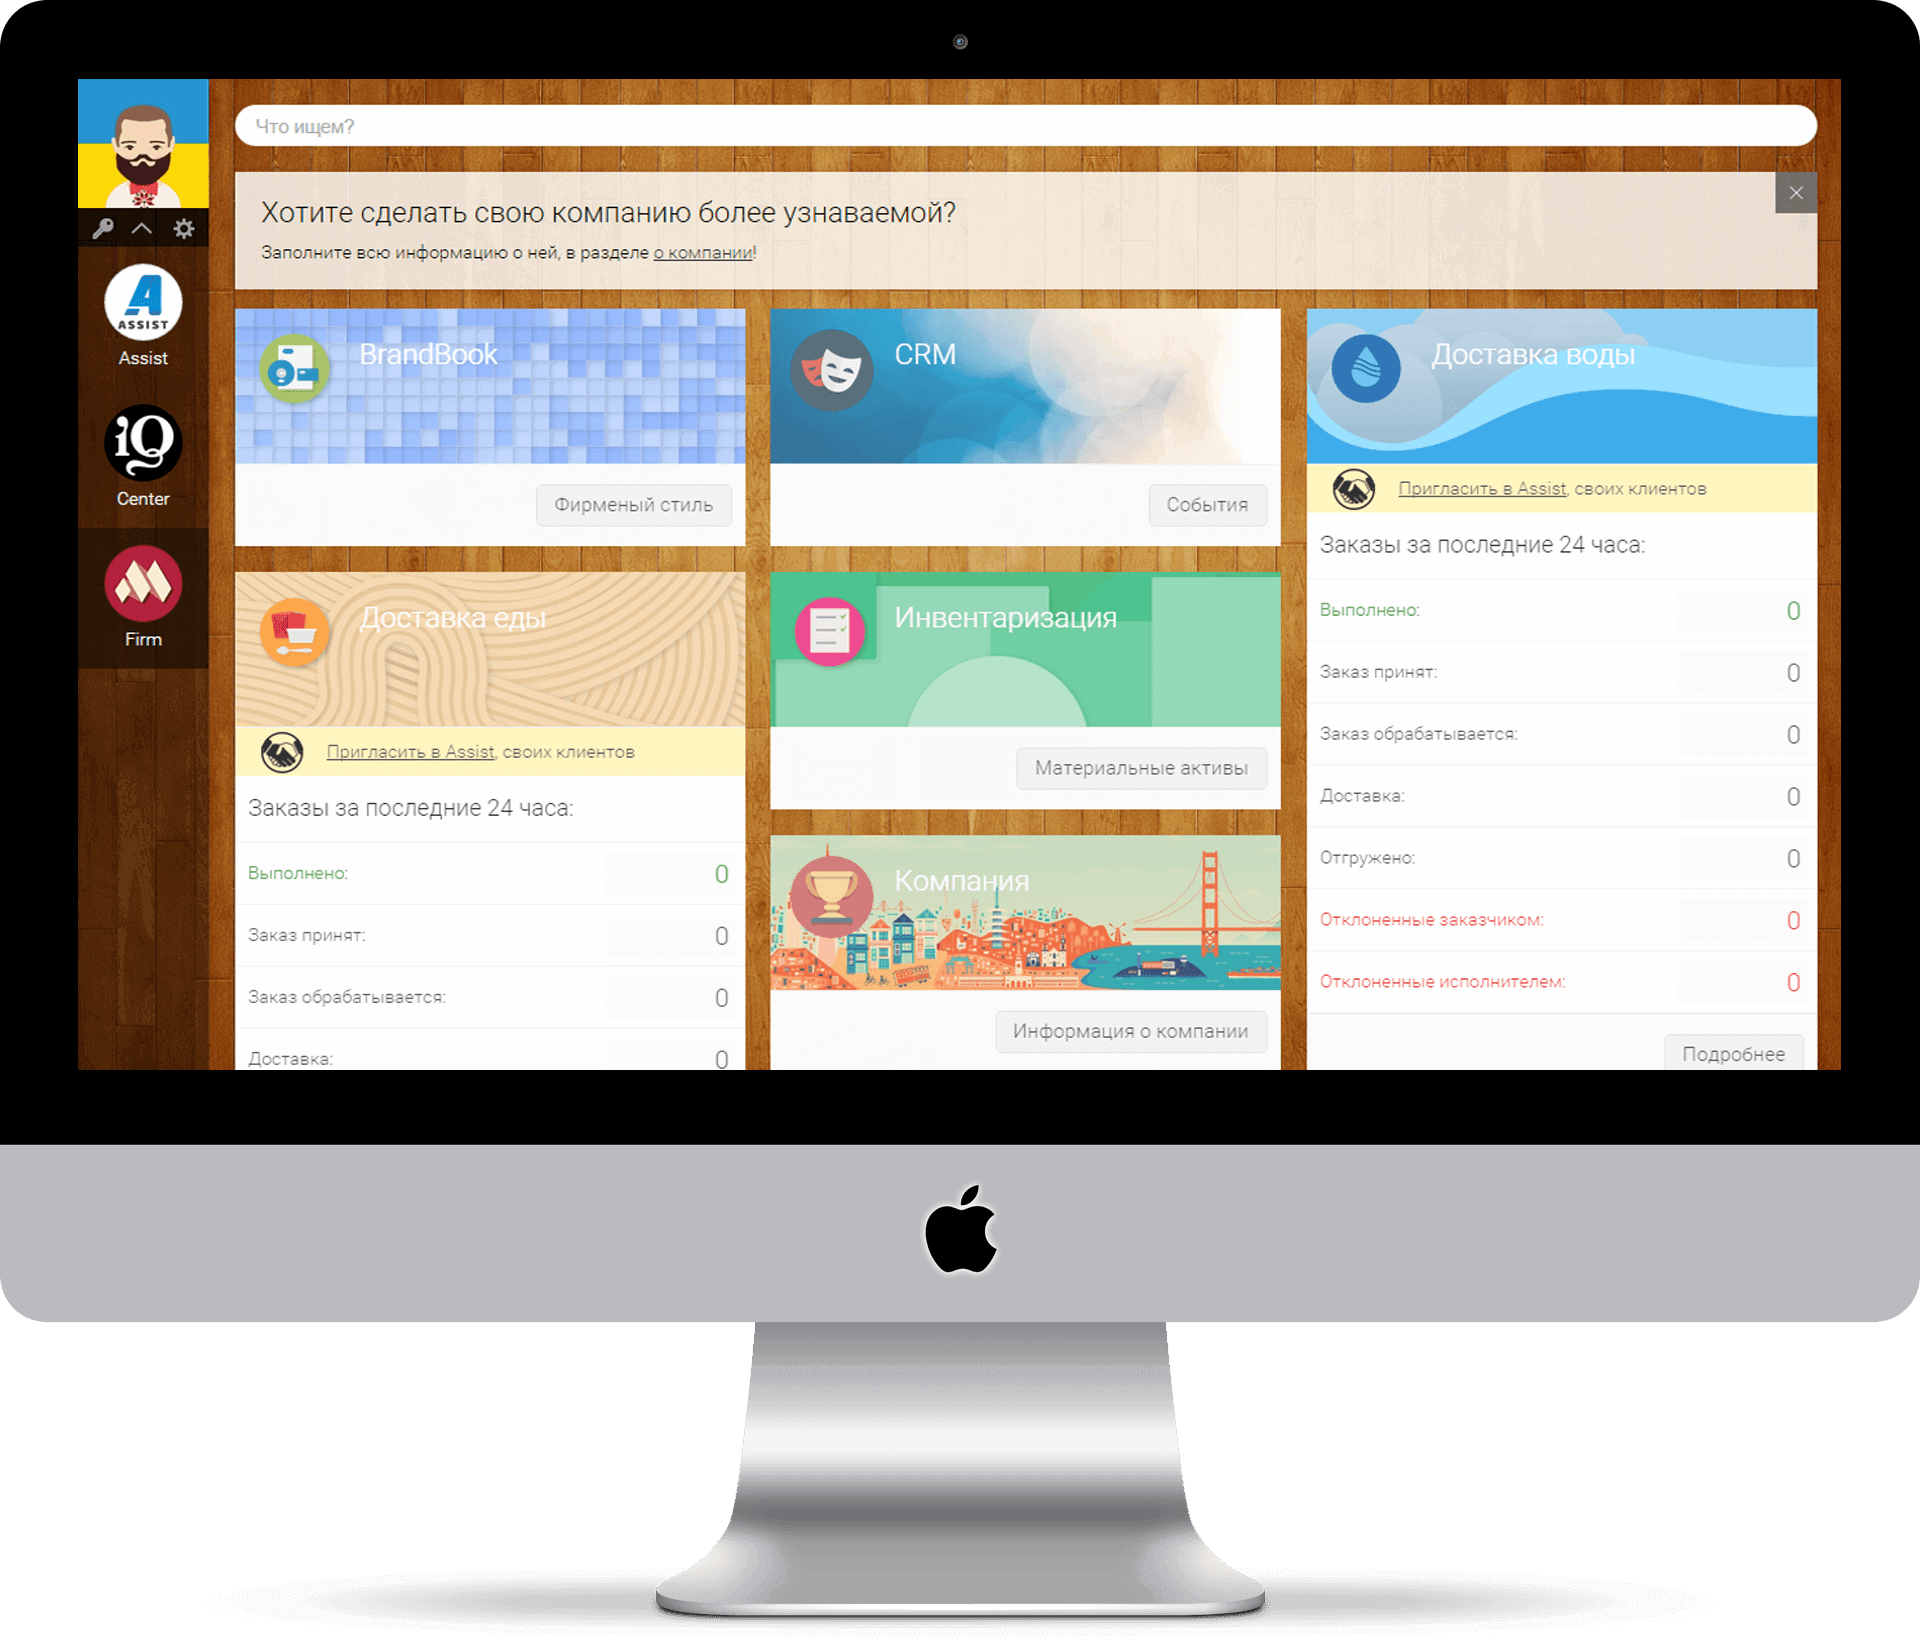 Что ищем?
Хотите сделать свою компанию более узнаваемой?
Заполните всю информацию о ней, в разделе о компании!
ASSIST
Assist
iQ
Center
Firm
BrandBook
Фирменый стиль
CRM
События
Доставка воды
Пригласить в Assist, своих клиентов
Заказы за последние 24 часа:
Выполнено: 0
Заказ принят: 0
Заказ обрабатывается: 0
Доставка: 0
Отгружено: 0
Отклоненные заказчиком: 0
Отклоненные исполнителем: 0
Подробнее
Доставка еды
Пригласить в Assist, своих клиентов
Заказы за последние 24 часа:
Выполнено: 0
Заказ принят: 0
Заказ обрабатывается: 0
Доставка: 0
Инвентаризация
Материальные активы
Компания
Информация о компании